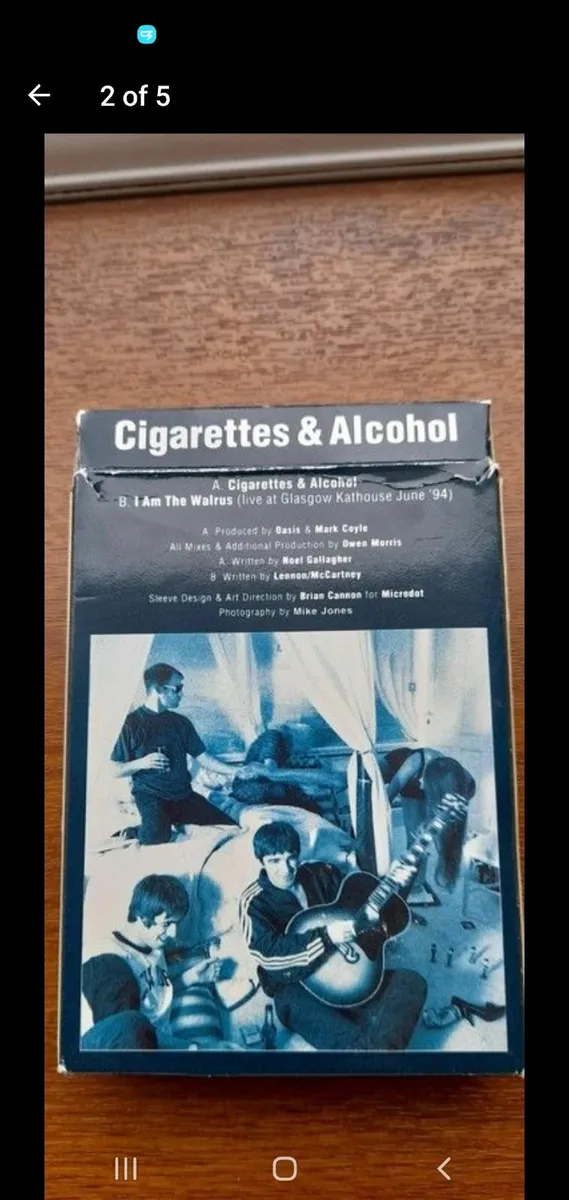 2 of 5
Cigarettes & Alcohol
A. Cigarettes & Alcohol
B. I Am The Walrus (live at Glasgow Kathouse June '94)
A Produced by Oasis & Mark Coyle
All Mixes & Additional Production by Owen Morris
A. Written by Noel Gallagher
B Written by Lennon/McCartney
Sleeve Design & Art Direction by Brian Cannon for Microdot
Photography by Mike Jones